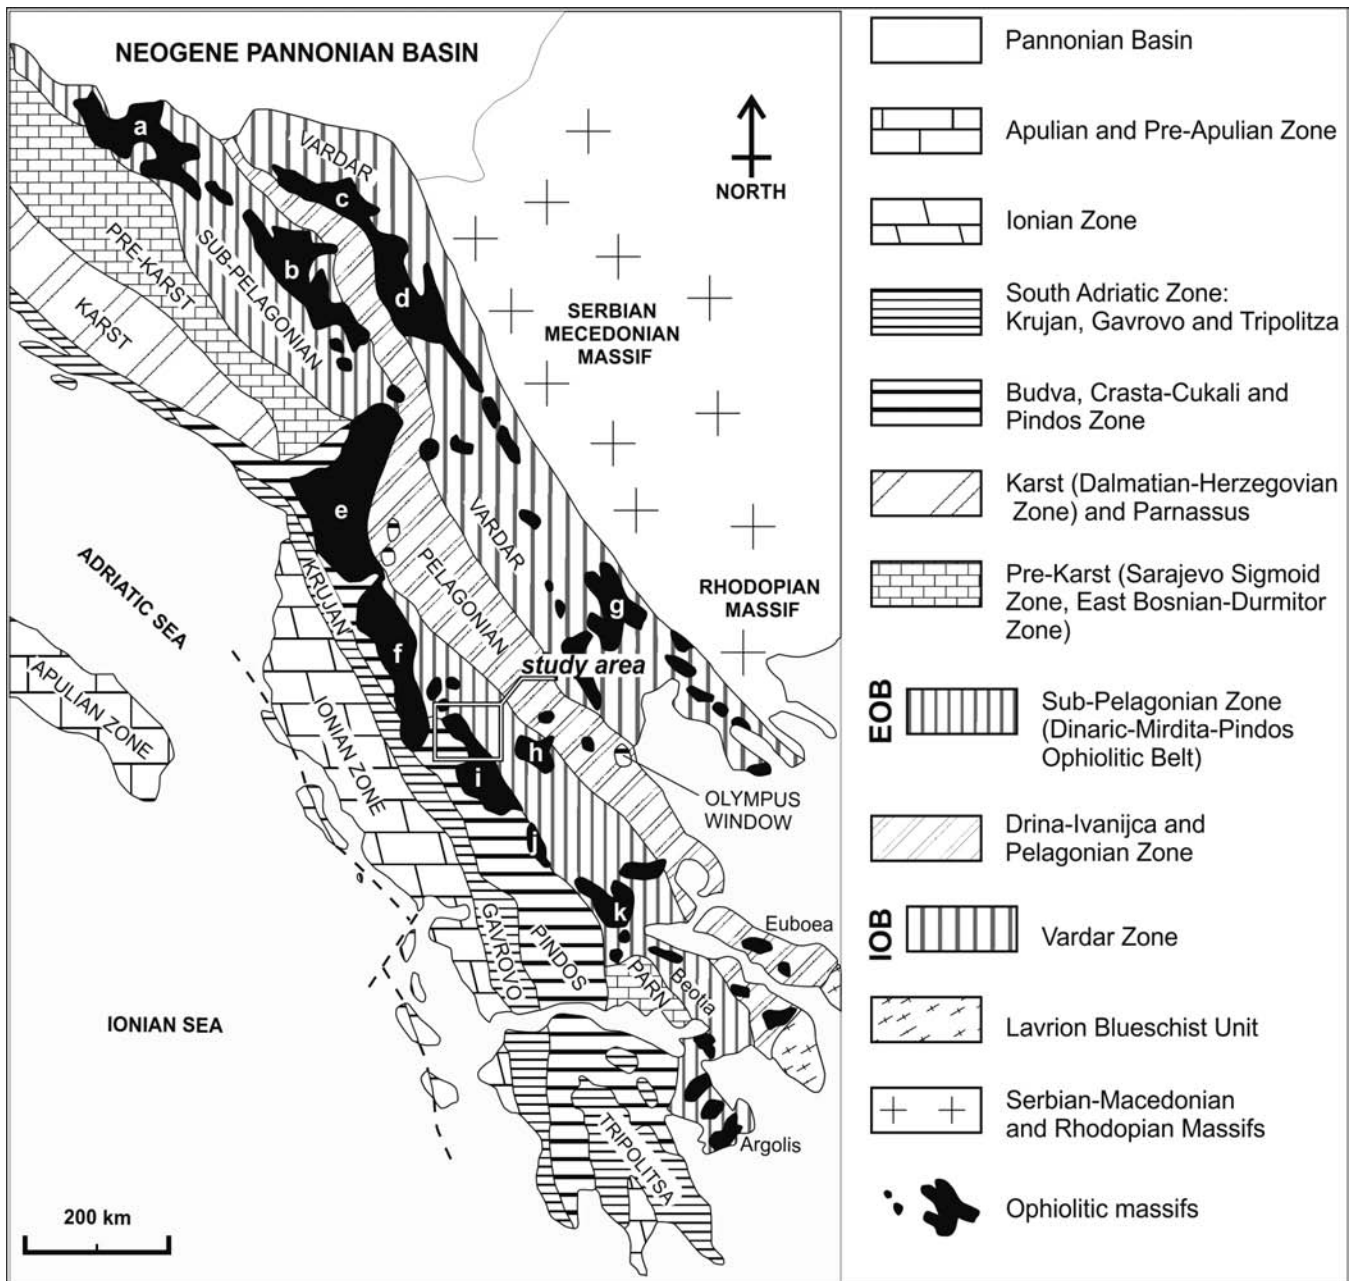 NEOGENE PANNONIAN BASIN
a
VARDAR
c
NORTH
PRE-KARST
SUB-PELAGONIAN
b
d
KARST
SERBIAN
MECEDONIAN
MASSIF
e
VARDAR
ADRIATIC SEA
KRUJAN
PELAGONIAN
g
RHODOPIAN
MASSIF
f
study area
APULIAN ZONE
IONIAN ZONE
h
i
OLYMPUS
WINDOW
j
k
GAVROVO
PINDOS
PARN
Beotia
Euboea
IONIAN SEA
TRIPOLITSA
Argolis
200 km
Pannonian Basin
Apulian and Pre-Apulian Zone
Ionian Zone
South Adriatic Zone:
Krujan, Gavrovo and Tripolitza
Budva, Crasta-Cukali and
Pindos Zone
Karst (Dalmatian-Herzegovian
Zone) and Parnassus
Pre-Karst (Sarajevo Sigmoid
Zone, East Bosnian-Durmitor
Zone)
EOB
Sub-Pelagonian Zone
(Dinaric-Mirdita-Pindos
Ophiolitic Belt)
Drina-Ivanijca and
Pelagonian Zone
IOB
Vardar Zone
Lavrion Blueschist Unit
Serbian-Macedonian
and Rhodopian Massifs
Ophiolitic massifs